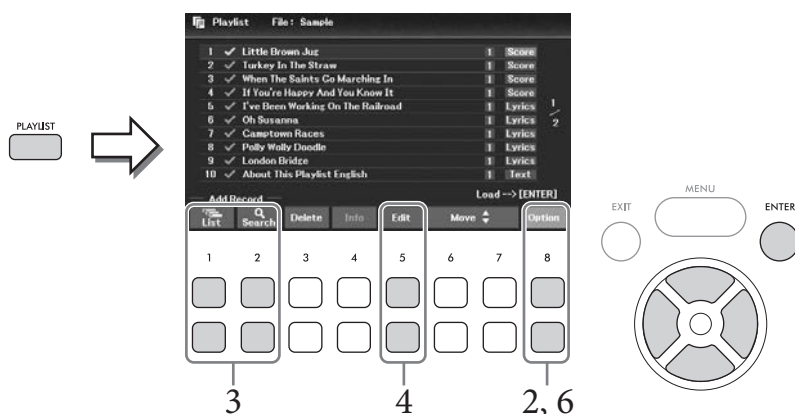 Playlist File: Sample
1 ✓ Little Brown Jug 1 Score
2 ✓ Turkey In The Straw 1 Score
3 ✓ When The Saints Go Marching In 1 Score
4 ✓ If You're Happy And You Know It 1 Score
5 ✓ I've Been Working On The Railroad 1 Lyrics
6 ✓ Oh Susanna 1 Lyrics
7 ✓ Camptown Races 1 Lyrics
8 ✓ Polly Wolly Doodle 1 Lyrics
9 ✓ London Bridge 1 Lyrics
10 ✓ About This Playlist English 1 Text
1/2
PLAYLIST
Add Record Load-->[ENTER]
List Search Delete Info Edit Move Option
MENU
EXIT ENTER
1 2 3 4 5 6 7 8
3 4 2, 6